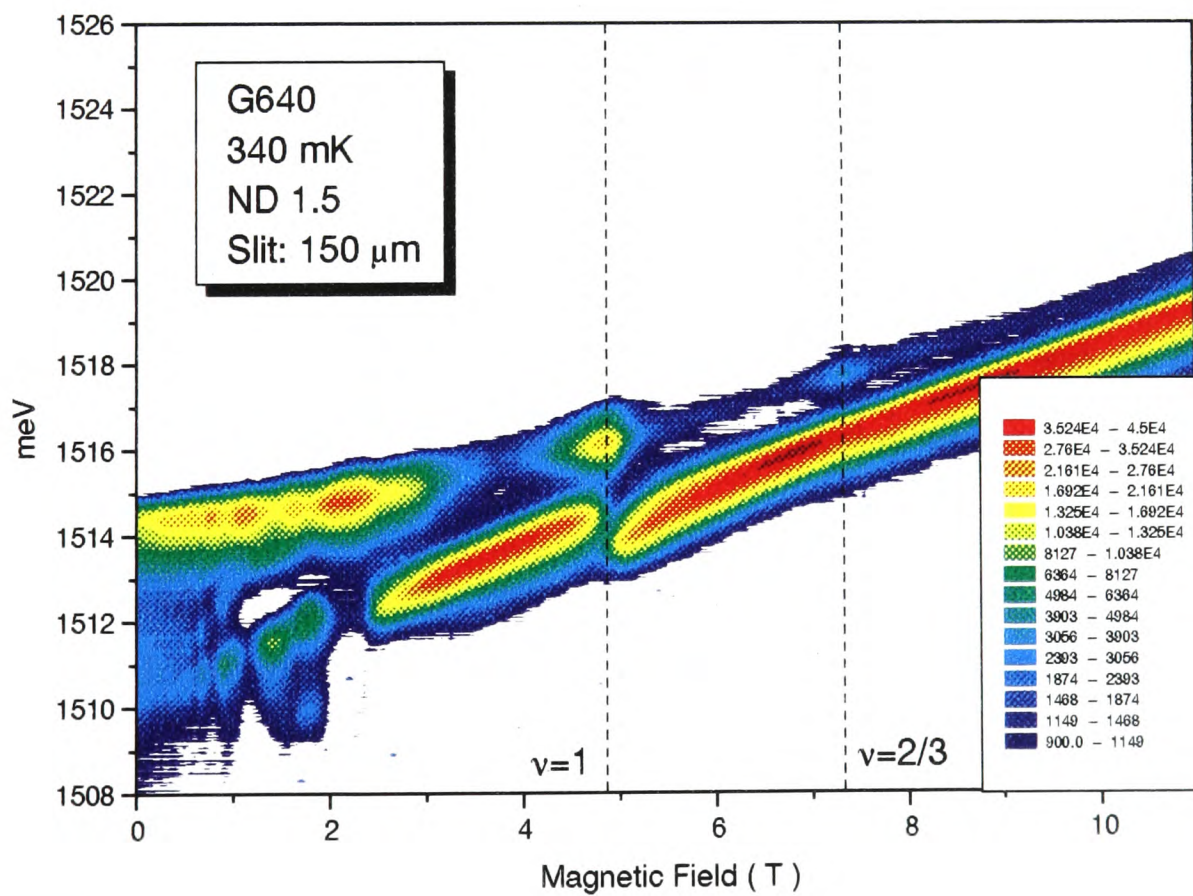 1526
1524
1522
1520
1518
1516
1514
1512
1510
1508
meV
G640
340 mK
ND 1.5
Slit: 150 μm
ν=1
ν=2/3
3.524E4 – 4.5E4
2.76E4 – 3.524E4
2.161E4 – 2.76E4
1.692E4 – 2.161E4
1.325E4 – 1.692E4
1.038E4 – 1.325E4
8127 – 1.038E4
6364 – 8127
4984 – 6364
3903 – 4984
3056 – 3903
2393 – 3056
1874 – 2393
1468 – 1874
1149 – 1468
900.0 – 1149
0 2 4 6 8 10
Magnetic Field ( T )